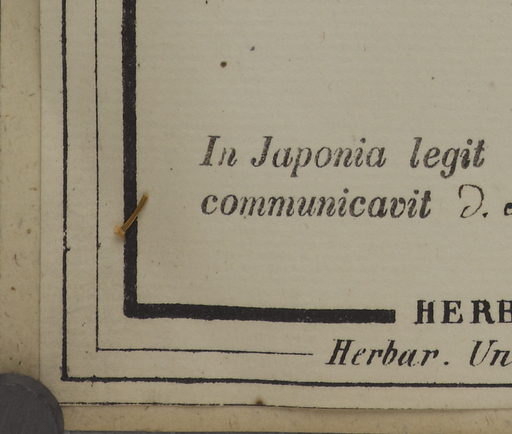 In Japonia legit
communicavit D.
HERB
Herbar. Un